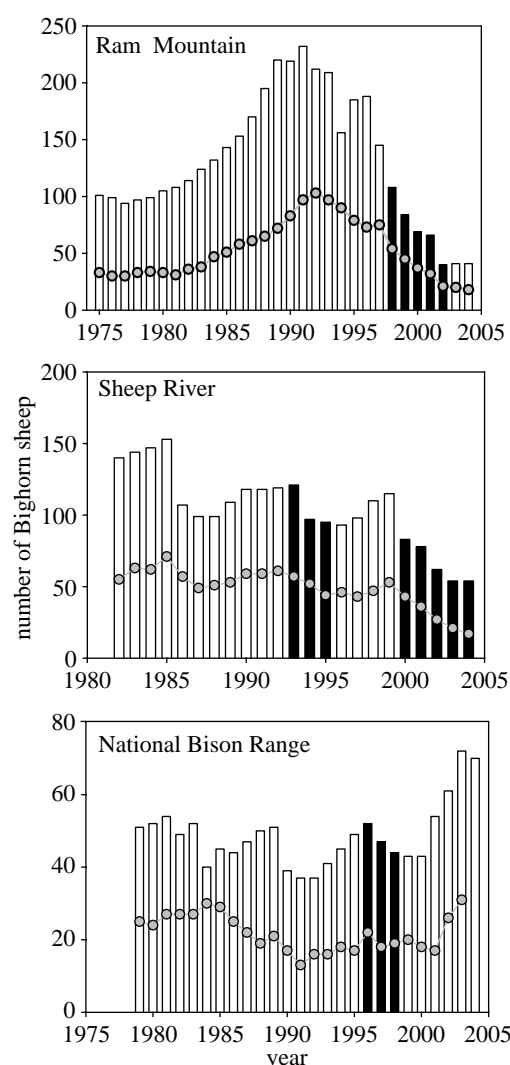 Ram Mountain
250
200
150
100
50
0
1975 1980 1985 1990 1995 2000 2005
Sheep River
200
150
100
50
0
1980 1985 1990 1995 2000 2005
number of Bighorn sheep
National Bison Range
80
60
40
20
0
1975 1980 1985 1990 1995 2000 2005
year